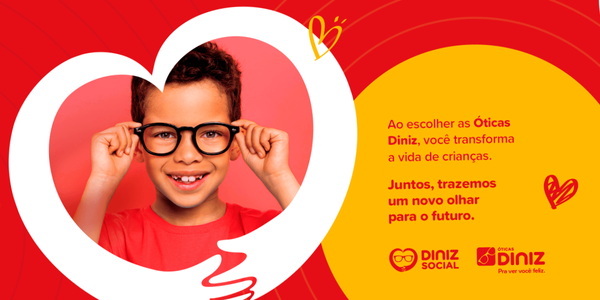 Ao escolher as Óticas
Diniz, você transforma
a vida de crianças.
Juntos, trazemos
um novo olhar
para o futuro.
DINIZ
SOCIAL
ÓTICAS
DINIZ
Pra ver você feliz.